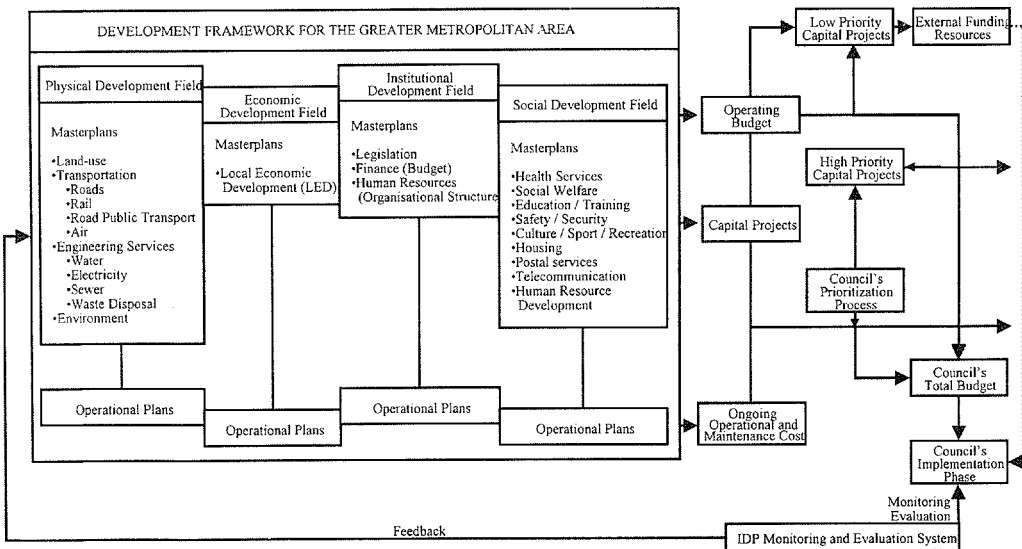 DEVELOPMENT FRAMEWORK FOR THE GREATER METROPOLITAN AREA
Physical Development Field
Masterplans
•Land-use
•Transportation
•Roads
•Rail
•Road Public Transport
•Air
•Engineering Services
•Water
•Electricity
•Sewer
•Waste Disposal
•Environment
Operational Plans
Economic
Development Field
Masterplans
•Local Economic
Development (LED)
Operational Plans
Institutional
Development Field
Masterplans
•Legislation
•Finance (Budget)
•Human Resources
(Organisational Structure
Operational Plans
Social Development Field
Masterplans
•Health Services
•Social Welfare
•Education / Training
•Safety / Security
•Culture / Sport / Recreation
•Housing
•Postal services
•Telecommunication
•Human Resource
Development
Operational Plans
Operating
Budget
Capital Projects
Ongoing
Operational and
Maintenance Cost
Low Priority
Capital Projects
External Funding
Resources
High Priority
Capital Projects
Council's
Prioritization
Process
Council's
Total Budget
Council's
Implementation
Phase
Monitoring
Evaluation
IDP Monitoring and Evaluation System
Feedback